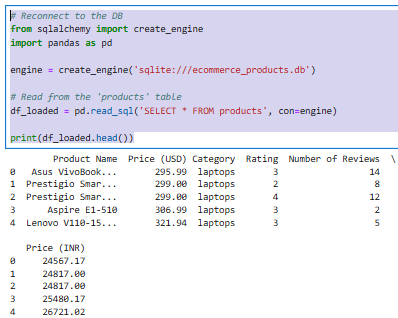 # Reconnect to the DB
from sqlalchemy import create_engine
import pandas as pd
engine = create_engine('sqlite:///ecommerce_products.db')
# Read from the 'products' table
df_loaded = pd.read_sql('SELECT * FROM products', con=engine)
print(df_loaded.head())
Product Name Price (USD) Category Rating Number of Reviews \
0 Asus VivoBook... 295.99 laptops 3 14
1 Prestigio Smar... 299.00 laptops 2 8
2 Prestigio Smar... 299.00 laptops 4 12
3 Aspire E1-510 306.99 laptops 3 2
4 Lenovo V110-15... 321.94 laptops 3 5
Price (INR)
0 24567.17
1 24817.00
2 24817.00
3 25480.17
4 26721.02